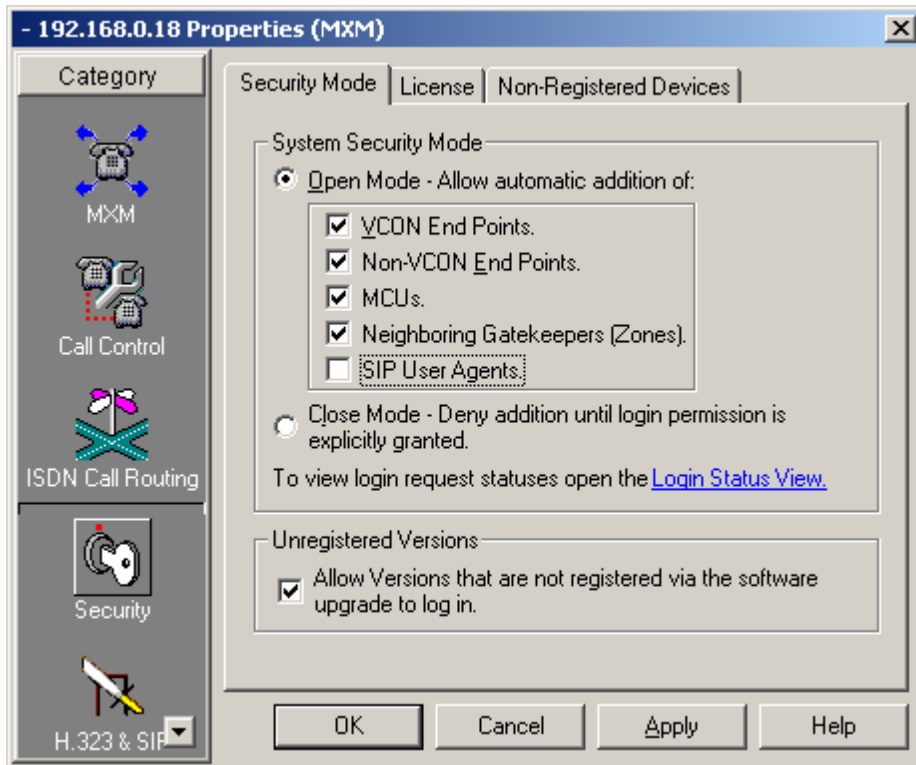 - 192.168.0.18 Properties (MXM)
Category
MXM
Call Control
ISDN Call Routing
Security
H.323 & SIP
Security Mode
License
Non-Registered Devices
System Security Mode
Open Mode - Allow automatic addition of:
VCON End Points.
Non-VCON End Points.
MCUs.
Neighboring Gatekeepers (Zones).
SIP User Agents.
Close Mode - Deny addition until login permission is
explicitly granted.
To view login request statuses open the Login Status View.
Unregistered Versions
Allow Versions that are not registered via the software
upgrade to log in.
OK
Cancel
Apply
Help